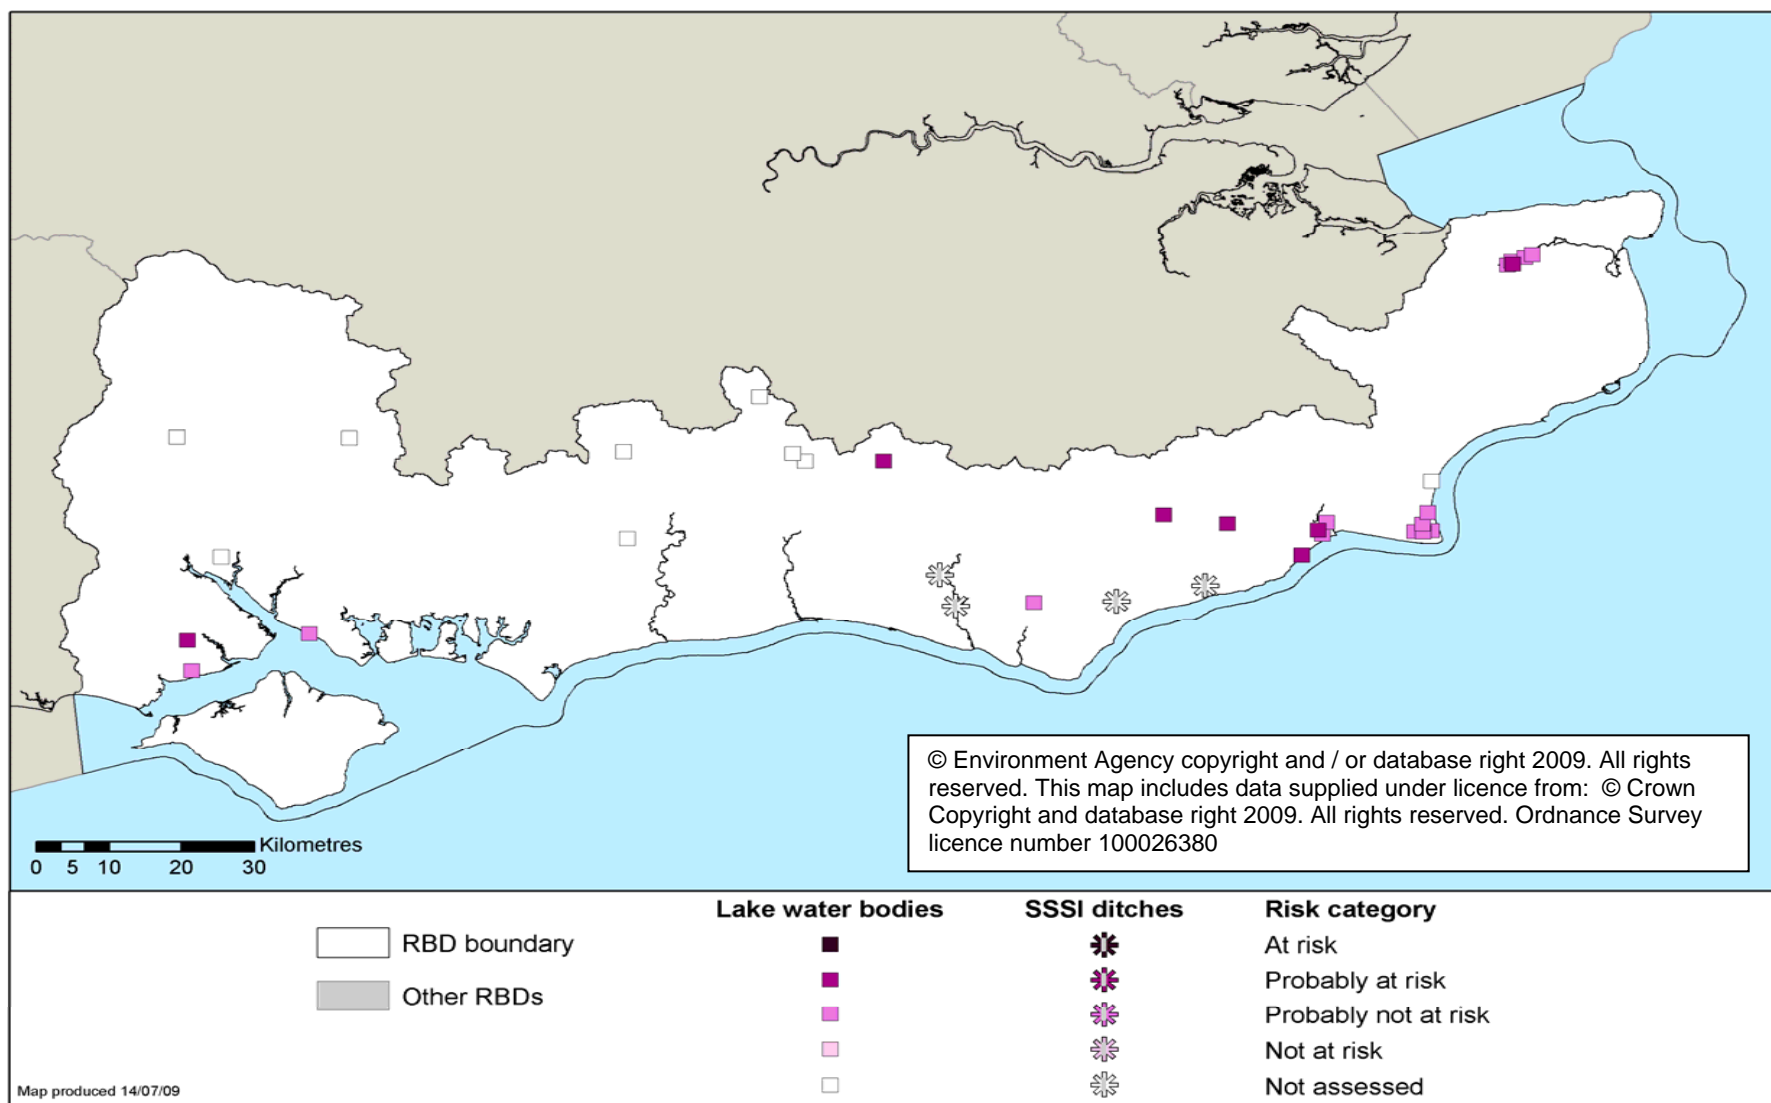 © Environment Agency copyright and / or database right 2009. All rights
reserved. This map includes data supplied under licence from: © Crown
Copyright and database right 2009. All rights reserved. Ordnance Survey
licence number 100026380
Kilometres
0 5 10 20 30
Lake water bodies SSSI ditches Risk category
RBD boundary At risk
Probably at risk
Other RBDs
Probably not at risk
Not at risk
Not assessed
Map produced 14/07/09